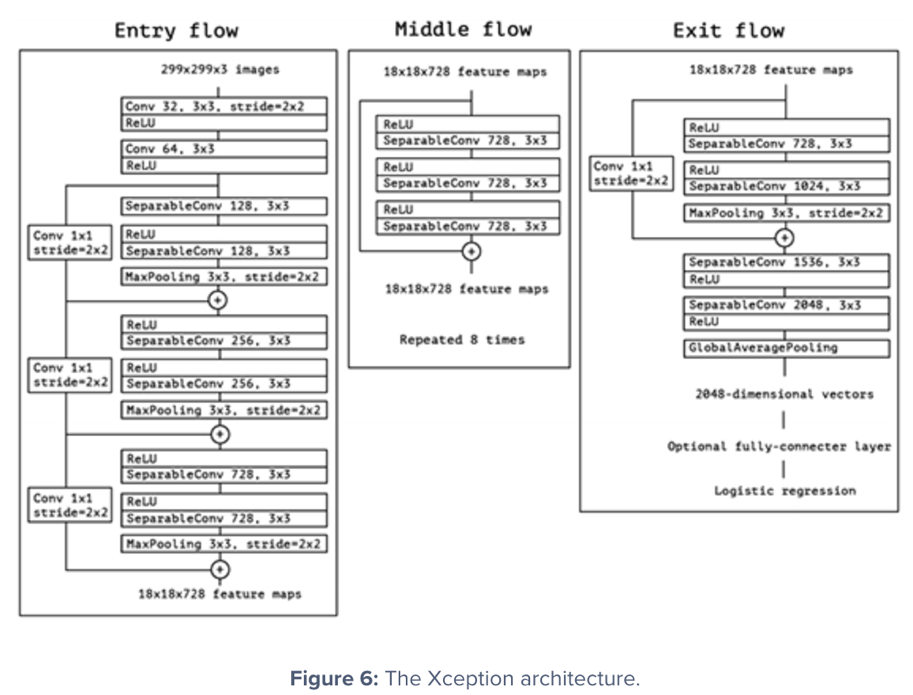 Entry flow
299x299x3 images
Conv 32, 3x3, stride=2x2
ReLU
Conv 64, 3x3
ReLU
SeparableConv 128, 3x3
Conv 1x1
stride=2x2
ReLU
SeparableConv 128, 3x3
MaxPooling 3x3, stride=2x2
+
ReLU
SeparableConv 256, 3x3
Conv 1x1
stride=2x2
ReLU
SeparableConv 256, 3x3
MaxPooling 3x3, stride=2x2
+
ReLU
SeparableConv 728, 3x3
Conv 1x1
stride=2x2
ReLU
SeparableConv 728, 3x3
MaxPooling 3x3, stride=2x2
+
18x18x728 feature maps
Middle flow
18x18x728 feature maps
ReLU
SeparableConv 728, 3x3
ReLU
SeparableConv 728, 3x3
ReLU
SeparableConv 728, 3x3
+
18x18x728 feature maps
Repeated 8 times
Exit flow
18x18x728 feature maps
ReLU
SeparableConv 728, 3x3
Conv 1x1
stride=2x2
ReLU
SeparableConv 1024, 3x3
MaxPooling 3x3, stride=2x2
+
SeparableConv 1536, 3x3
ReLU
SeparableConv 2048, 3x3
ReLU
GlobalAveragePooling
2048-dimensional vectors
Optional fully-connecter layer
Logistic regression
Figure 6: The Xception architecture.